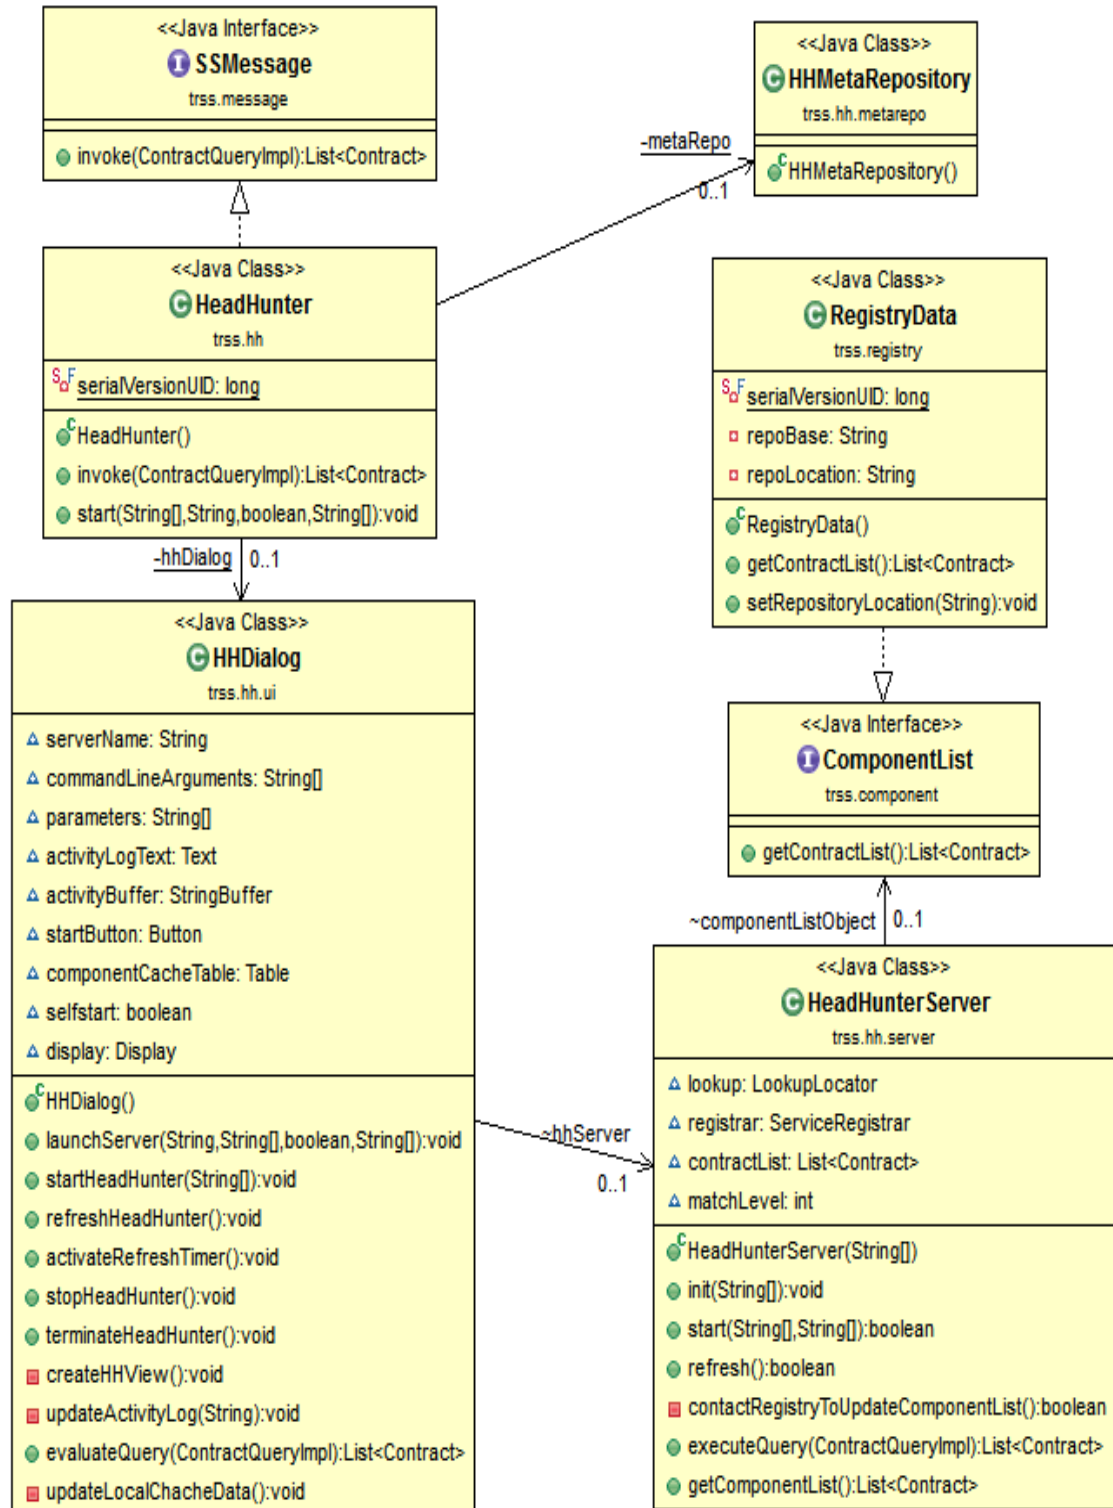 <<Java Interface>>
SSMessage
trss.message
invoke(ContractQueryImpl):List<Contract>
<<Java Class>>
HHMetaRepository
trss.hh.metarepo
HHMetaRepository()
-metaRepo
0..1
<<Java Class>>
HeadHunter
trss.hh
serialVersionUID: long
HeadHunter()
invoke(ContractQueryImpl):List<Contract>
start(String[],String,boolean,String[]):void
-hhDialog
0..1
<<Java Class>>
RegistryData
trss.registry
serialVersionUID: long
repoBase: String
repoLocation: String
RegistryData()
getContractList():List<Contract>
setRepositoryLocation(String):void
<<Java Class>>
HHDialog
trss.hh.ui
serverName: String
commandLineArguments: String[]
parameters: String[]
activityLogText: Text
activityBuffer: StringBuffer
startButton: Button
componentCacheTable: Table
selfstart: boolean
display: Display
HHDialog()
launchServer(String,String[],boolean,String[]):void
startHeadHunter(String[]):void
refreshHeadHunter():void
activateRefreshTimer():void
stopHeadHunter():void
terminateHeadHunter():void
createHHView():void
updateActivityLog(String):void
evaluateQuery(ContractQueryImpl):List<Contract>
updateLocalChacheData():void
<<Java Interface>>
ComponentList
trss.component
getContractList():List<Contract>
~componentListObject
0..1
~hhServer
0..1
<<Java Class>>
HeadHunterServer
trss.hh.server
lookup: LookupLocator
registrar: ServiceRegistrar
contractList: List<Contract>
matchLevel: int
HeadHunterServer(String[])
init(String[]):void
start(String[],String[]):boolean
refresh():boolean
contactRegistryToUpdateComponentList():boolean
executeQuery(ContractQueryImpl):List<Contract>
getComponentList():List<Contract>